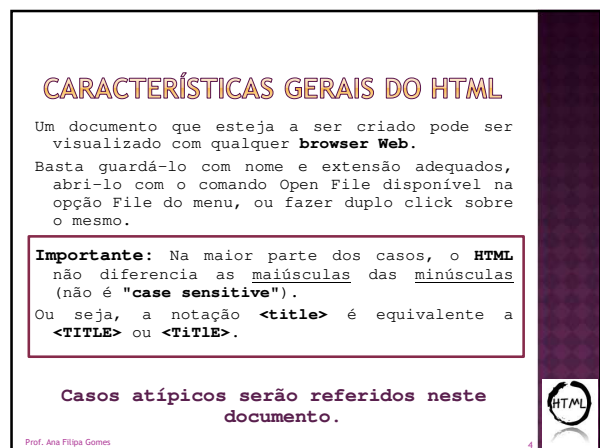 CARACTERÍSTICAS GERAIS DO HTML
Um documento que esteja a ser criado pode ser
visualizado com qualquer browser Web.
Basta guardá-lo com nome e extensão adequados,
abri-lo com o comando Open File disponível na
opção File do menu, ou fazer duplo click sobre
o mesmo.
Importante: Na maior parte dos casos, o HTML
não diferencia as maiúsculas das minúsculas
(não é "case sensitive").
Ou seja, a notação <title> é equivalente a
<TITLE> ou <TiTlE>.
Casos atípicos serão referidos neste
documento.
HTML
Prof. Ana Filipa Gomes
4